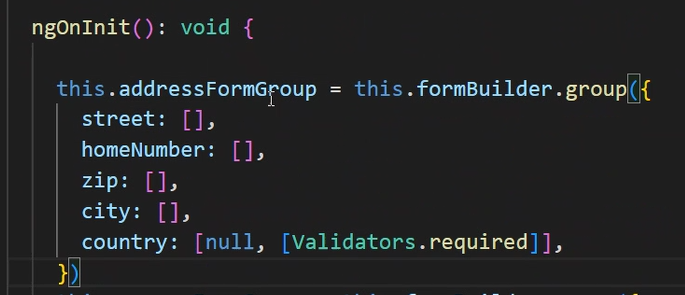 ngOnInit(): void {
this.addressFormGroup = this.formBuilder.group({
street: [],
homeNumber: [],
zip: [],
city: [],
country: [null, [Validators.required]],
})